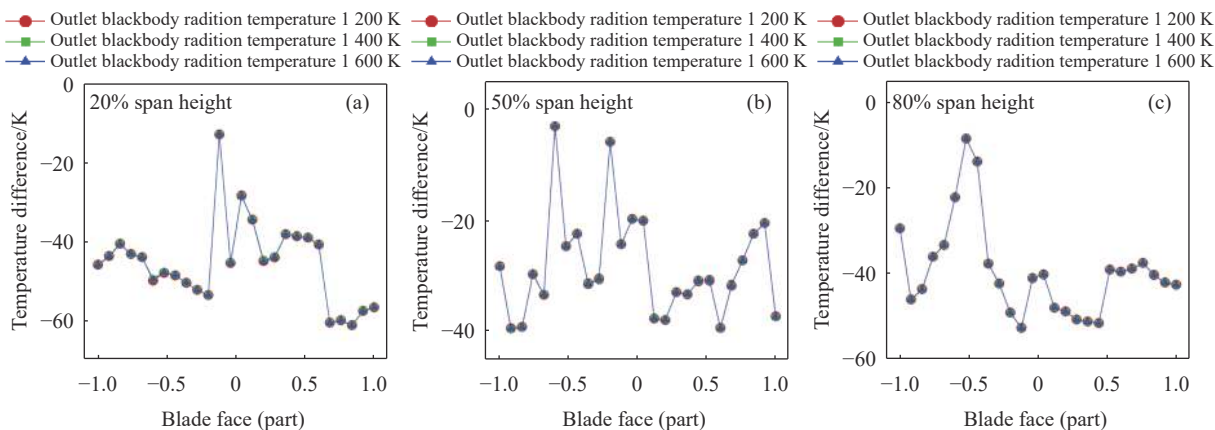 Outlet blackbody radition temperature 1 200 K
Outlet blackbody radition temperature 1 400 K
Outlet blackbody radition temperature 1 600 K
0
20% span height
(a)
−20
−40
−60
Temperature difference/K
−1.0 −0.5 0 0.5 1.0
Blade face (part)
Outlet blackbody radition temperature 1 200 K
Outlet blackbody radition temperature 1 400 K
Outlet blackbody radition temperature 1 600 K
0
50% span height
(b)
−20
−40
Temperature difference/K
−1.0 −0.5 0 0.5 1.0
Blade face (part)
Outlet blackbody radition temperature 1 200 K
Outlet blackbody radition temperature 1 400 K
Outlet blackbody radition temperature 1 600 K
0
80% span height
(c)
−20
−40
−60
Temperature difference/K
−1.0 −0.5 0 0.5 1.0
Blade face (part)